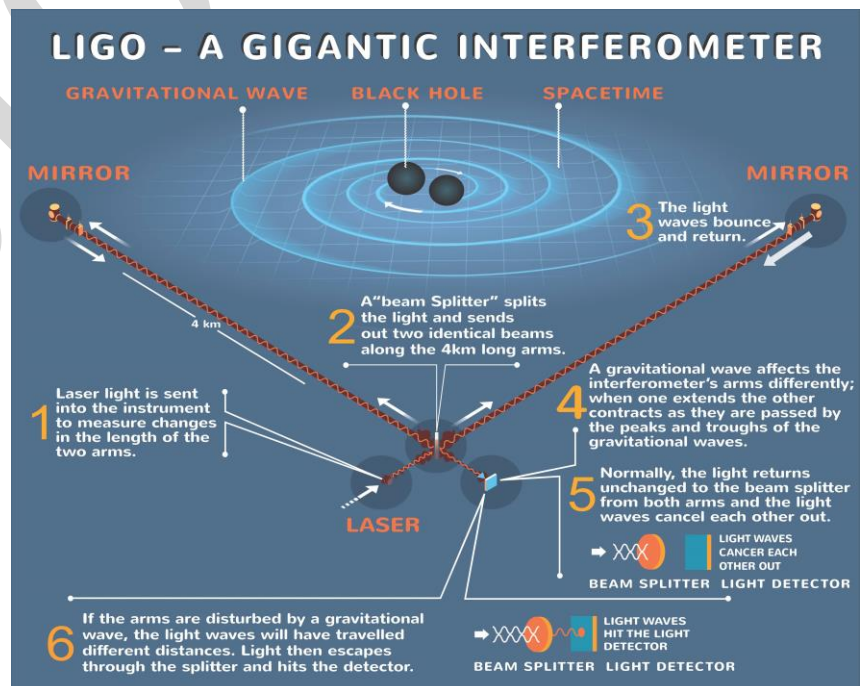 LIGO – A GIGANTIC INTERFEROMETER
GRAVITATIONAL WAVE
BLACK HOLE
SPACETIME
MIRROR
MIRROR
3 The light
waves bounce
and return.
4 km
2 A"beam Splitter" splits
the light and sends
out two identical beams
along the 4km long arms.
1 Laser light is sent
into the instrument
to measure changes
in the length of the
two arms.
4 A gravitational wave affects the
interferometer's arms differently;
when one extends the other
contracts as they are passed by
the peaks and troughs of the
gravitational waves.
LASER
5 Normally, the light returns
unchanged to the beam splitter
from both arms and the light
waves cancel each other out.
LIGHT WAVES
CANCER EACH
OTHER OUT
BEAM SPLITTER LIGHT DETECTOR
6 If the arms are disturbed by a gravitational
wave, the light waves will have travelled
different distances. Light then escapes
through the splitter and hits the detector.
LIGHT WAVES
HIT THE LIGHT
DETECTOR
BEAM SPLITTER LIGHT DETECTOR